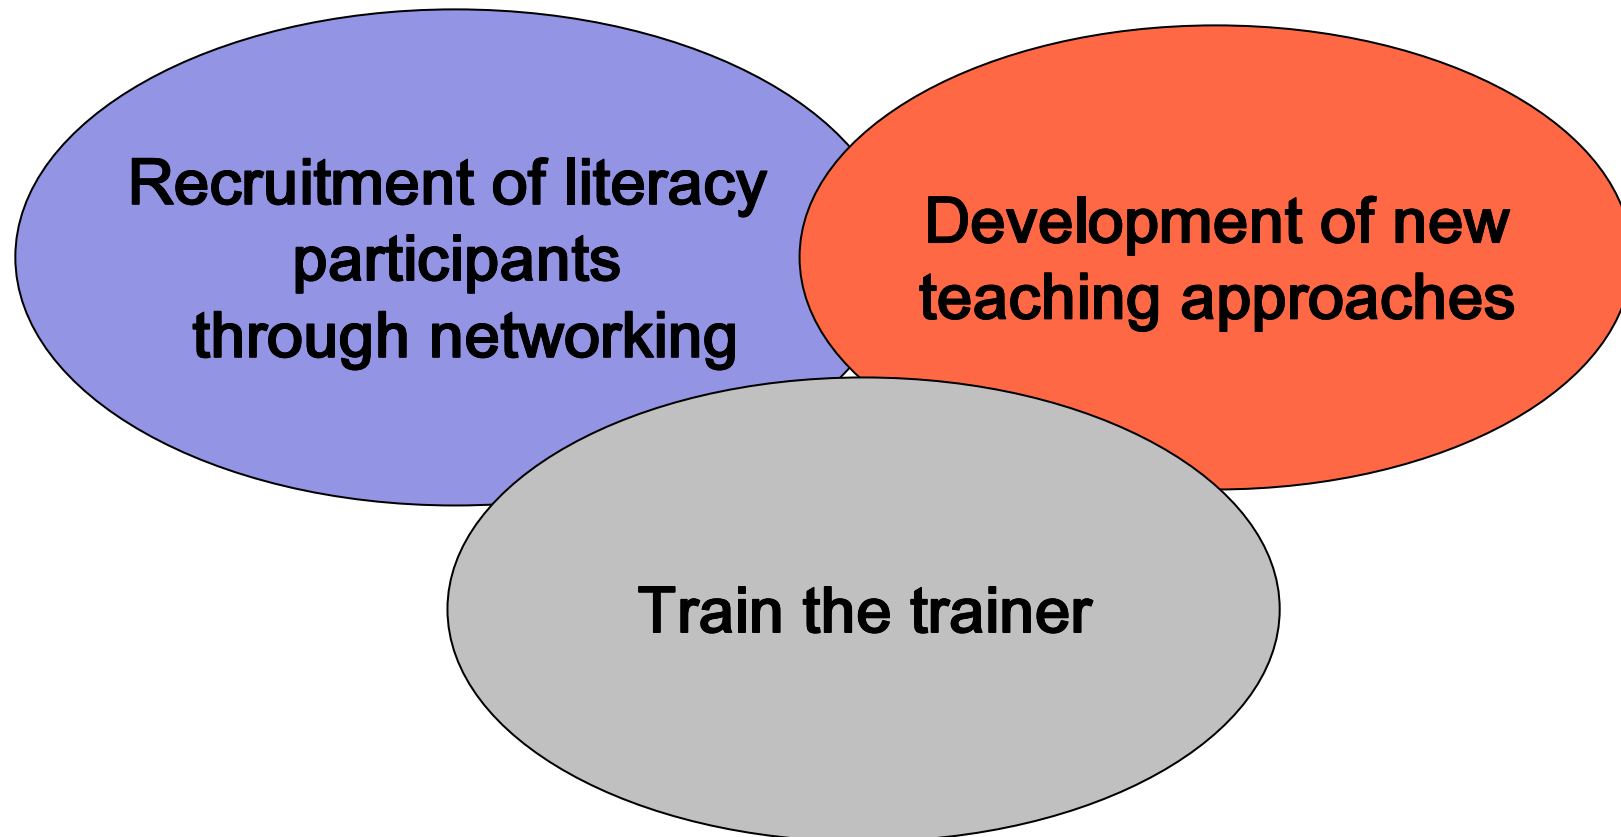 Recruitment of literacy
participants
through networking
Development of new
teaching approaches
Train the trainer